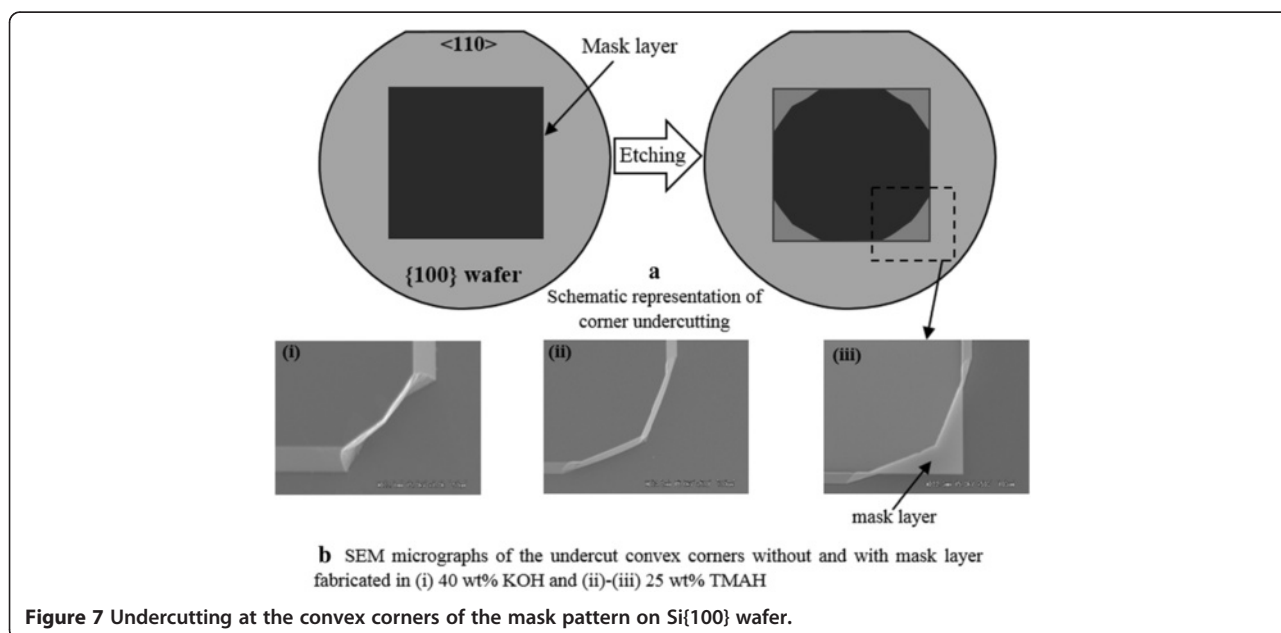 <110>
Mask layer
Etching
{100} wafer
a
Schematic representation of
corner undercutting
(i)
(ii)
(iii)
mask layer
b SEM micrographs of the undercut convex corners without and with mask layer
fabricated in (i) 40 wt% KOH and (ii)-(iii) 25 wt% TMAH
Figure 7 Undercutting at the convex corners of the mask pattern on Si{100} wafer.